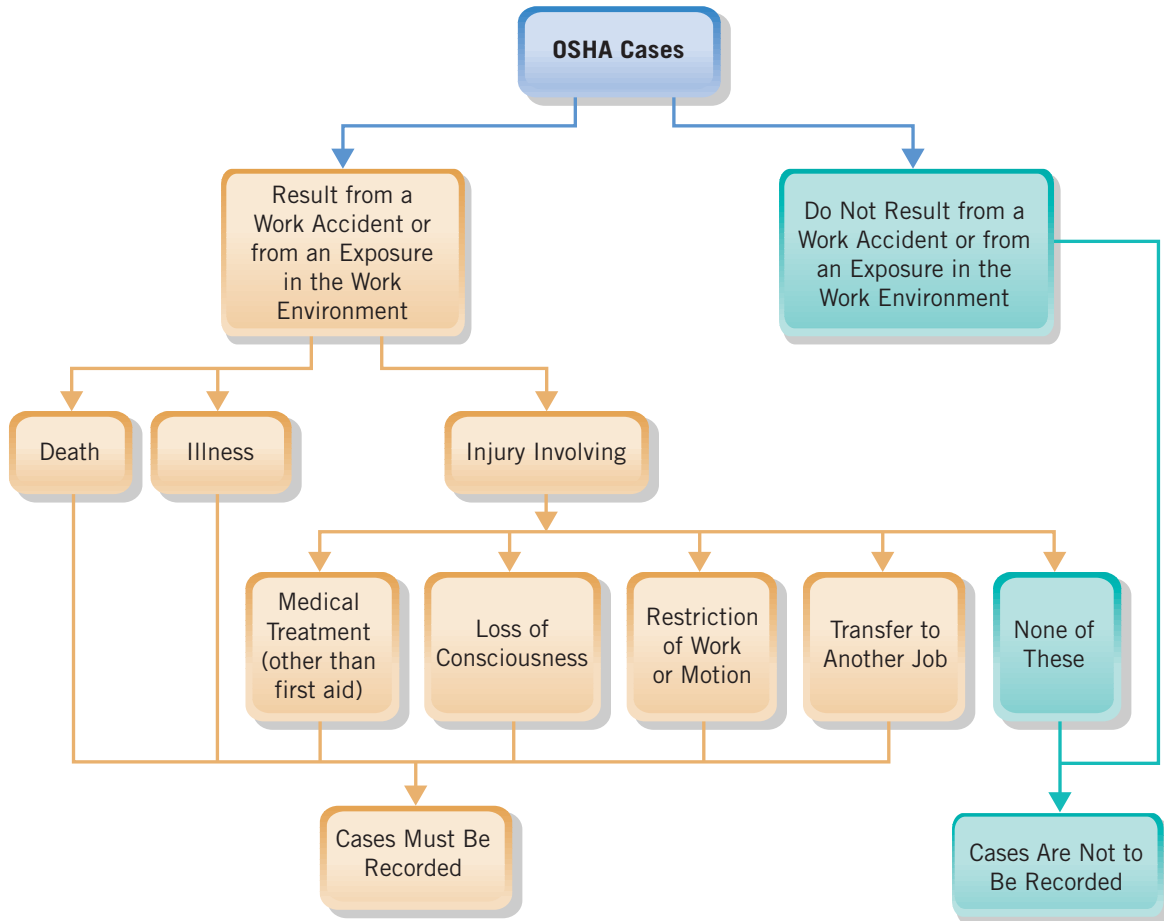 OSHA Cases
Result from a
Work Accident or
from an Exposure
in the Work
Environment
Do Not Result from a
Work Accident or from
an Exposure in the
Work Environment
Death
Illness
Injury Involving
Medical
Treatment
(other than
first aid)
Loss of
Consciousness
Restriction
of Work
or Motion
Transfer to
Another Job
None of
These
Cases Must Be
Recorded
Cases Are Not to
Be Recorded